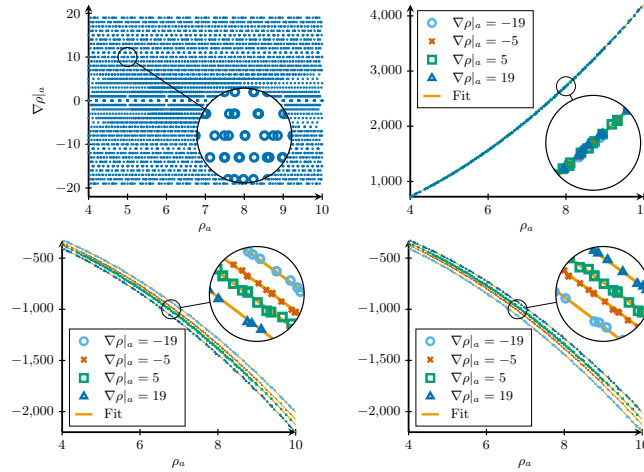 20
10
0
−10
−20
∇ρ|ₐ
4 5 6 7 8 9 10
ρₐ
4,000
3,000
2,000
1,000
∇ρ|ₐ = −19
∇ρ|ₐ = −5
∇ρ|ₐ = 5
∇ρ|ₐ = 19
Fit
4 6 8 10
ρₐ
−500
−1,000
−1,500
−2,000
∇ρ|ₐ = −19
∇ρ|ₐ = −5
∇ρ|ₐ = 5
∇ρ|ₐ = 19
Fit
4 6 8 10
ρₐ
−500
−1,000
−1,500
−2,000
∇ρ|ₐ = −19
∇ρ|ₐ = −5
∇ρ|ₐ = 5
∇ρ|ₐ = 19
Fit
4 6 8 10
ρₐ